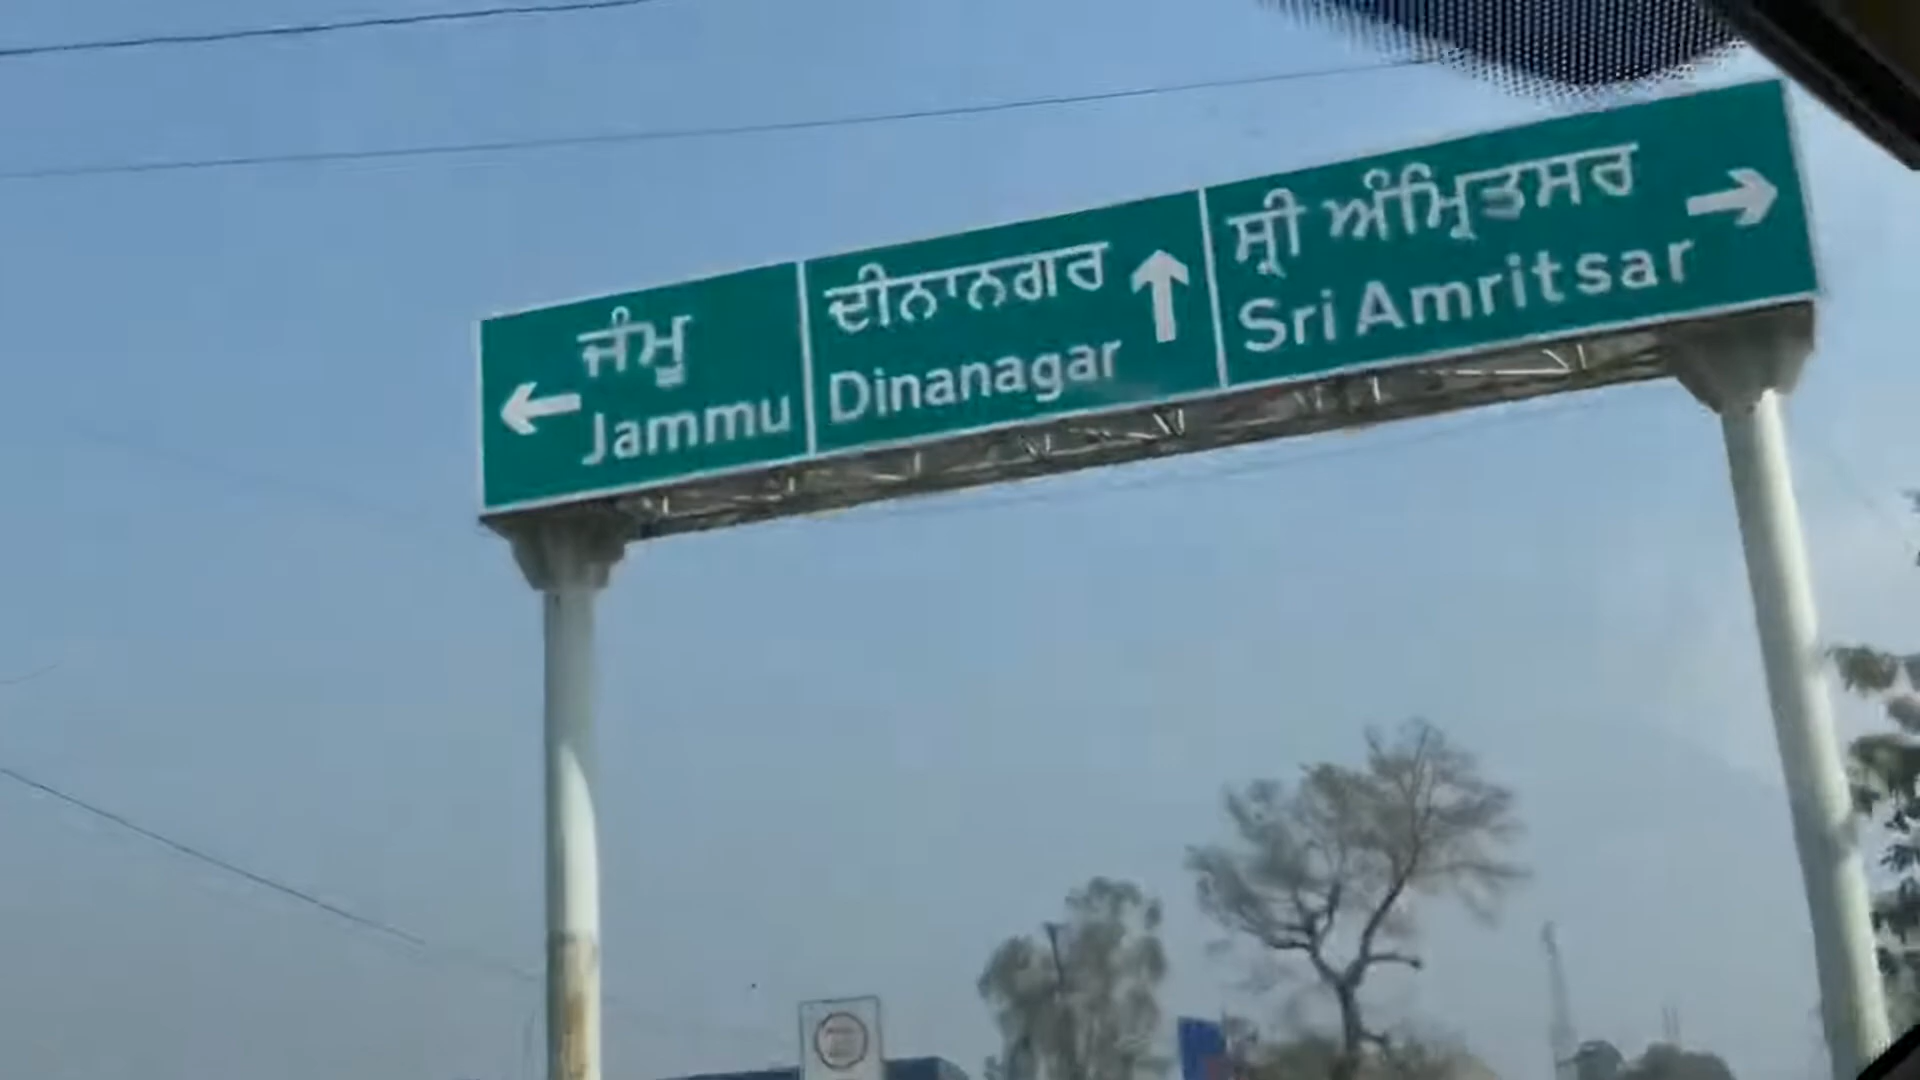 ਜੰਮੂ
Jammu
ਦੀਨਾਨਗਰ
Dinanagar
ਸ੍ਰੀ ਅੰਮ੍ਰਿਤਸਰ
Sri Amritsar